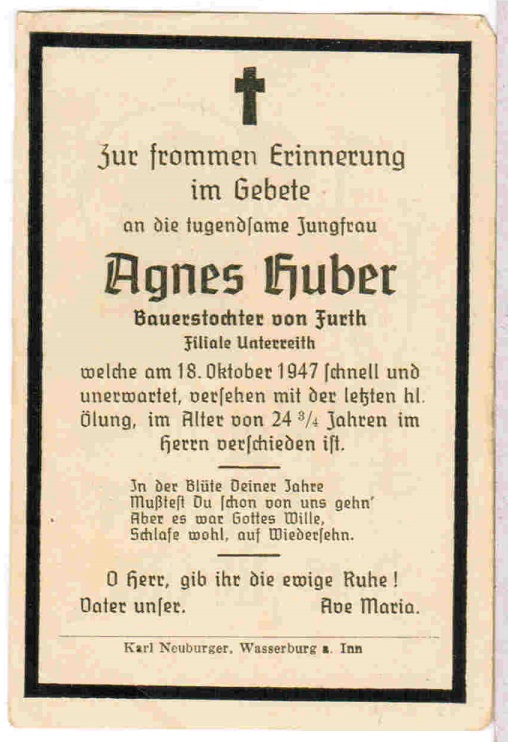 Zur frommen Erinnerung
im Gebete
an die tugendsame Jungfrau
Agnes Huber
Bauerstochter von Furth
Filiale Unterreith
welche am 18. Oktober 1947 schnell und
unerwartet, versehen mit der letzten hl.
Ölung, im Alter von 24 3/4 Jahren im
Herrn verschieden ist.
In der Blüte Deiner Jahre
Mußtest Du schon von uns gehn'
Aber es war Gottes Wille,
Schlafe wohl, auf Wiedersehn.
O Herr, gib ihr die ewige Ruhe!
Vater unser. Ave Maria.
Karl Neuburger, Wasserburg a. Inn